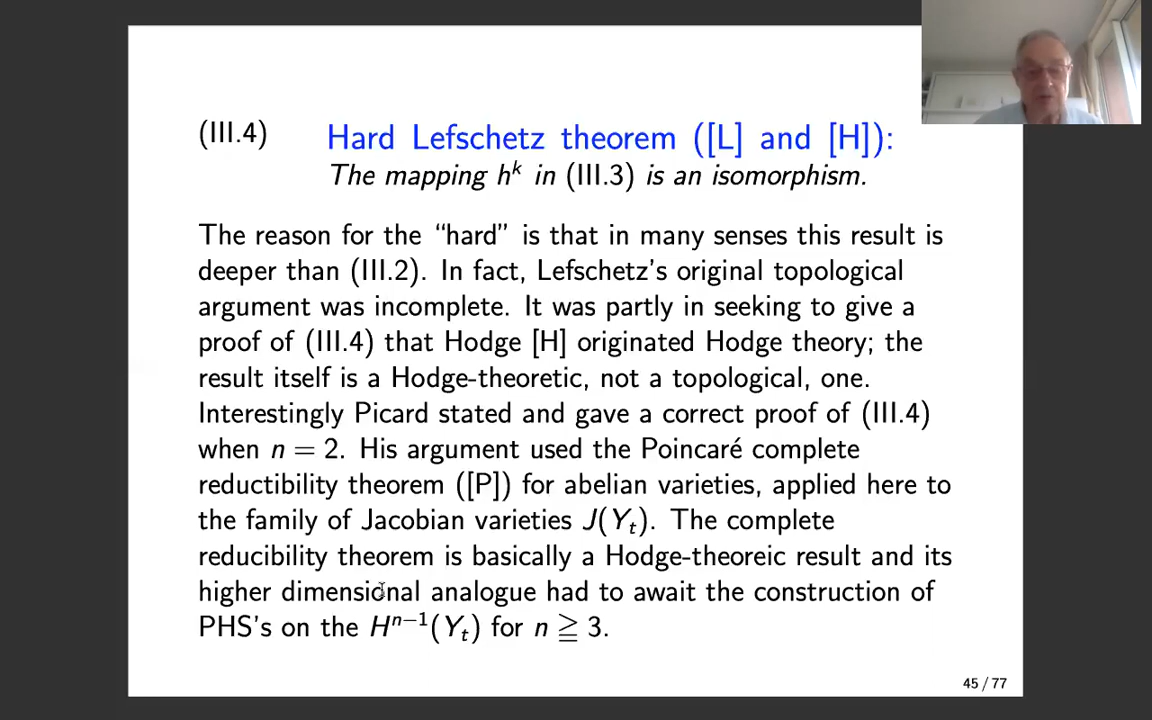 (III.4) Hard Lefschetz theorem ([L] and [H]):
The mapping hᵏ in (III.3) is an isomorphism.
The reason for the “hard” is that in many senses this result is
deeper than (III.2). In fact, Lefschetz’s original topological
argument was incomplete. It was partly in seeking to give a
proof of (III.4) that Hodge [H] originated Hodge theory; the
result itself is a Hodge-theoretic, not a topological, one.
Interestingly Picard stated and gave a correct proof of (III.4)
when n = 2. His argument used the Poincaré complete
reductibility theorem ([P]) for abelian varieties, applied here to
the family of Jacobian varieties J(Yₜ). The complete
reducibility theorem is basically a Hodge-theoreic result and its
higher dimensional analogue had to await the construction of
PHS’s on the Hⁿ⁻¹(Yₜ) for n ≧ 3.
45 / 77